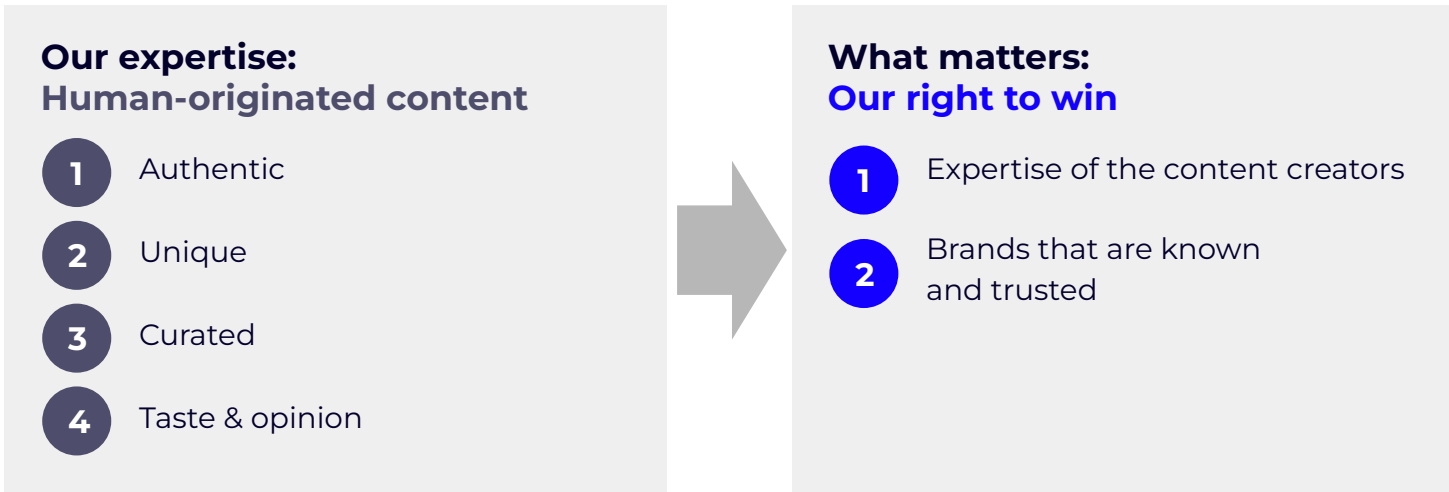 Our expertise:
Human-originated content
1 Authentic
2 Unique
3 Curated
4 Taste & opinion
What matters:
Our right to win
1 Expertise of the content creators
2 Brands that are known
and trusted